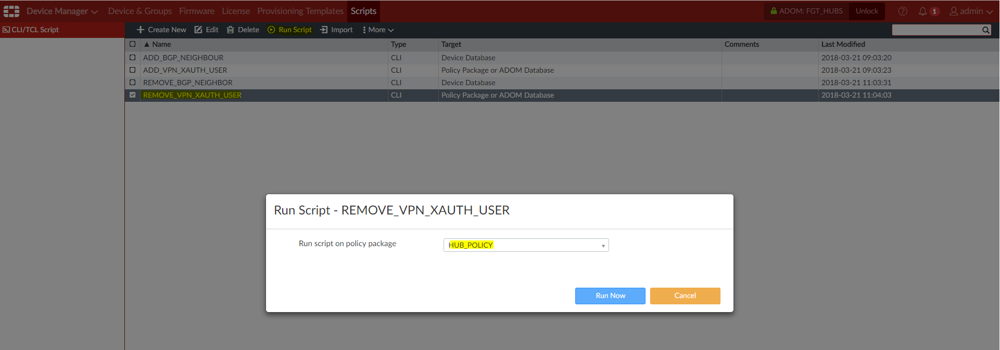 Device Manager Device & Groups Firmware License Provisioning Templates Scripts ADOM: FGT_HUBS Unlock 1 admin
CLI/TCL Script Create New Edit Delete Run Script Import More
Name Type Target Comments Last Modified
ADD_BGP_NEIGHBOUR CLI Device Database 2018-03-21 09:03:20
ADD_VPN_XAUTH_USER CLI Policy Package or ADOM Database 2018-03-21 09:03:23
REMOVE_BGP_NEIGHBOR CLI Device Database 2018-03-21 11:03:31
REMOVE_VPN_XAUTH_USER CLI Policy Package or ADOM Database 2018-03-21 11:04:03
Run Script - REMOVE_VPN_XAUTH_USER
Run script on policy package HUB_POLICY
Run Now Cancel